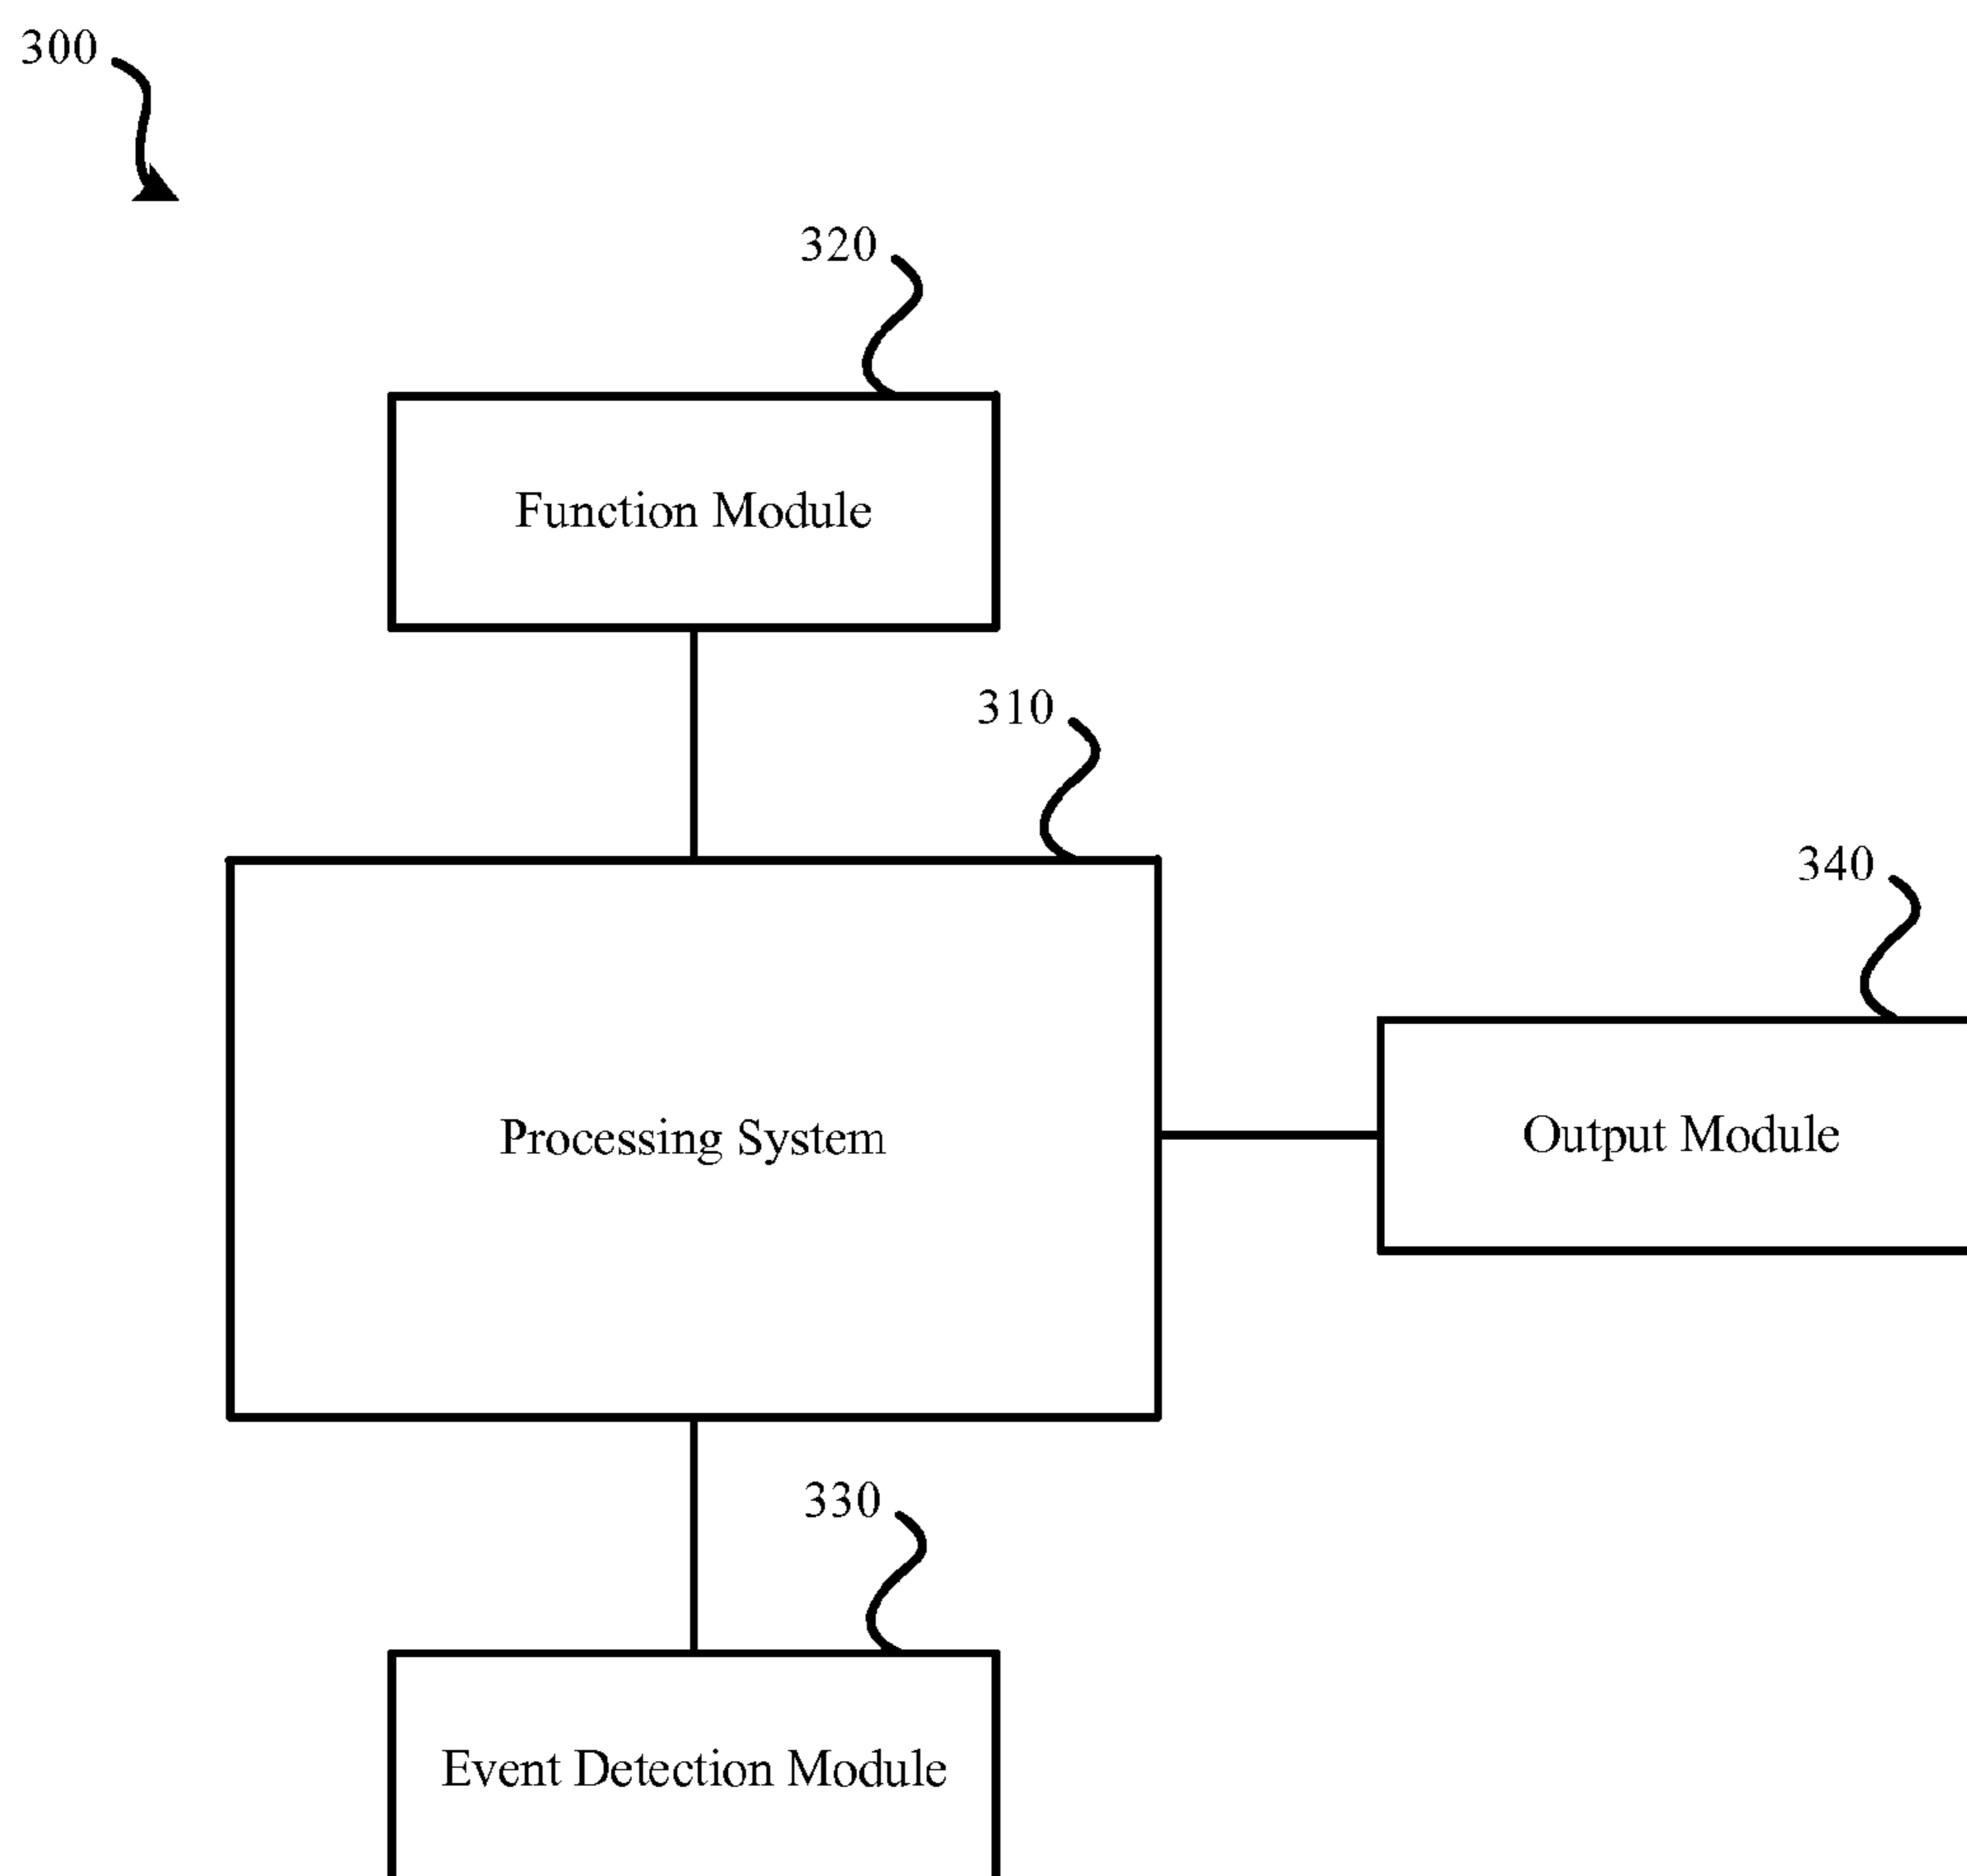 300
320
Function Module
310
340
Processing System
Output Module
330
Event Detection Module